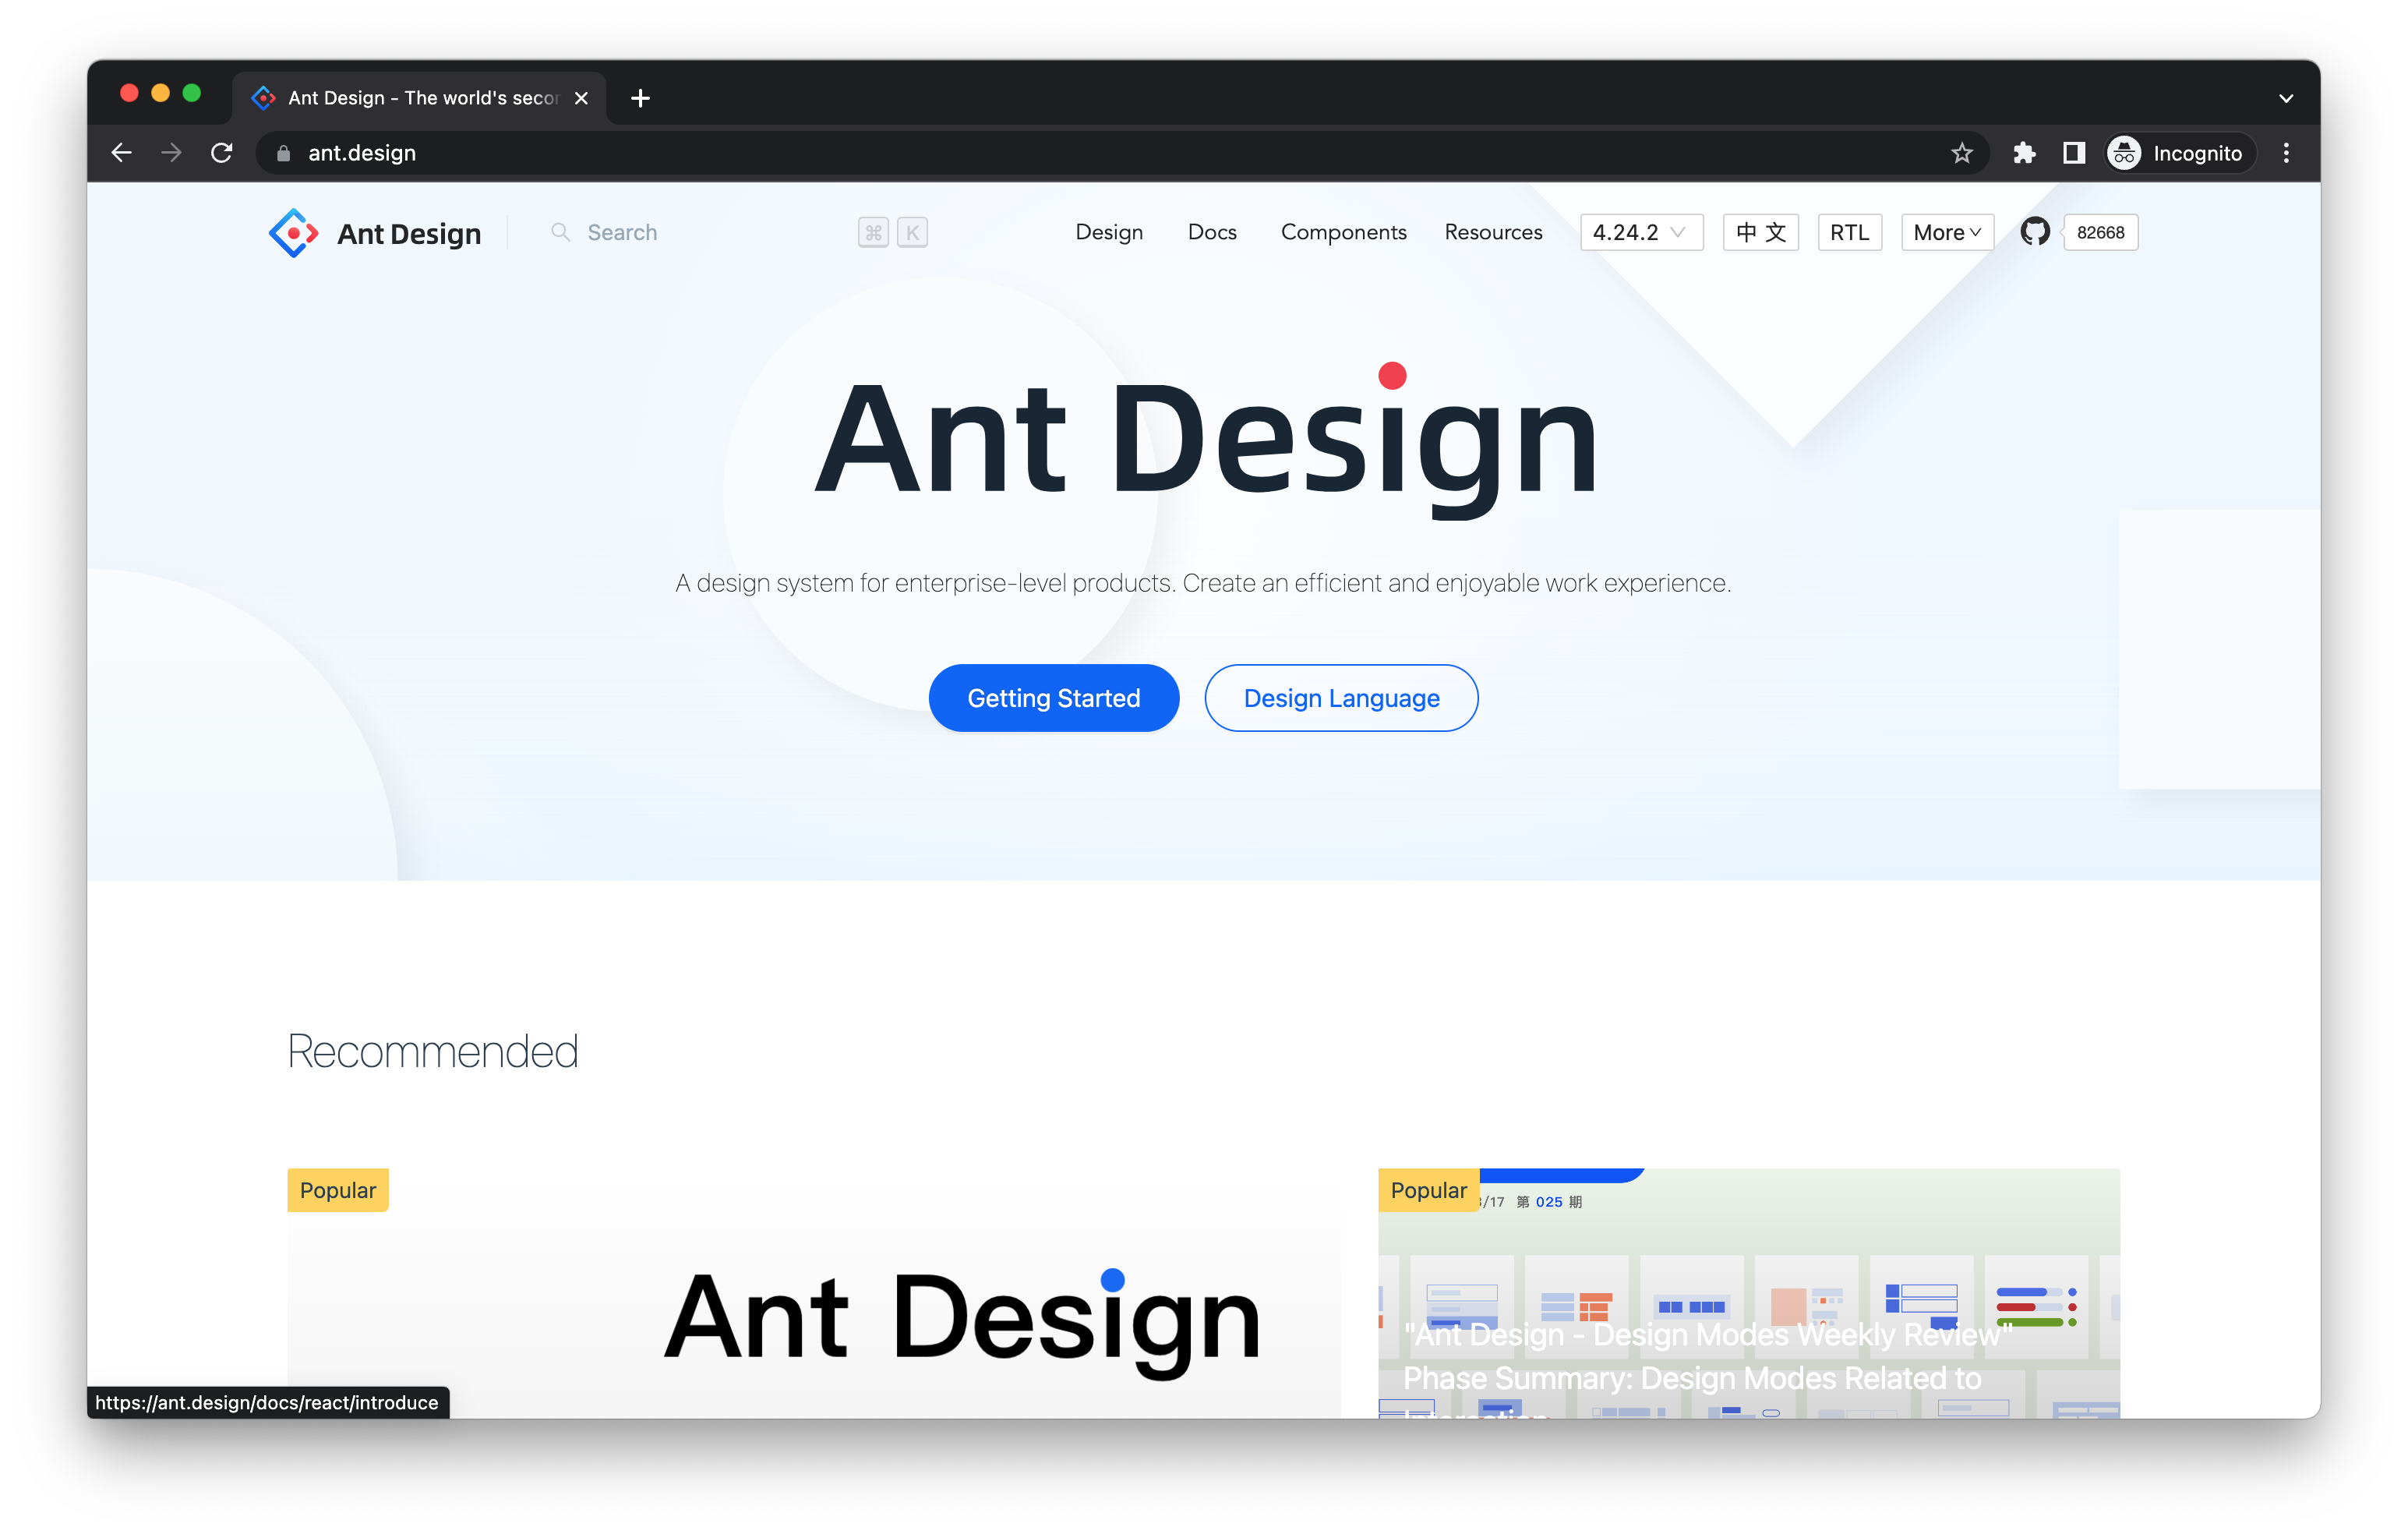 Ant Design - The world's secon
ant.design
Incognito
Ant Design
Search
⌘ K
Design
Docs
Components
Resources
4.24.2
中 文
RTL
More
82668
Ant Design
A design system for enterprise-level products. Create an efficient and enjoyable work experience.
Getting Started
Design Language
Recommended
Popular
Ant Design
Popular
/17 第 025 期
"Ant Design - Design Modes Weekly Review"
Phase Summary: Design Modes Related to
https://ant.design/docs/react/introduce